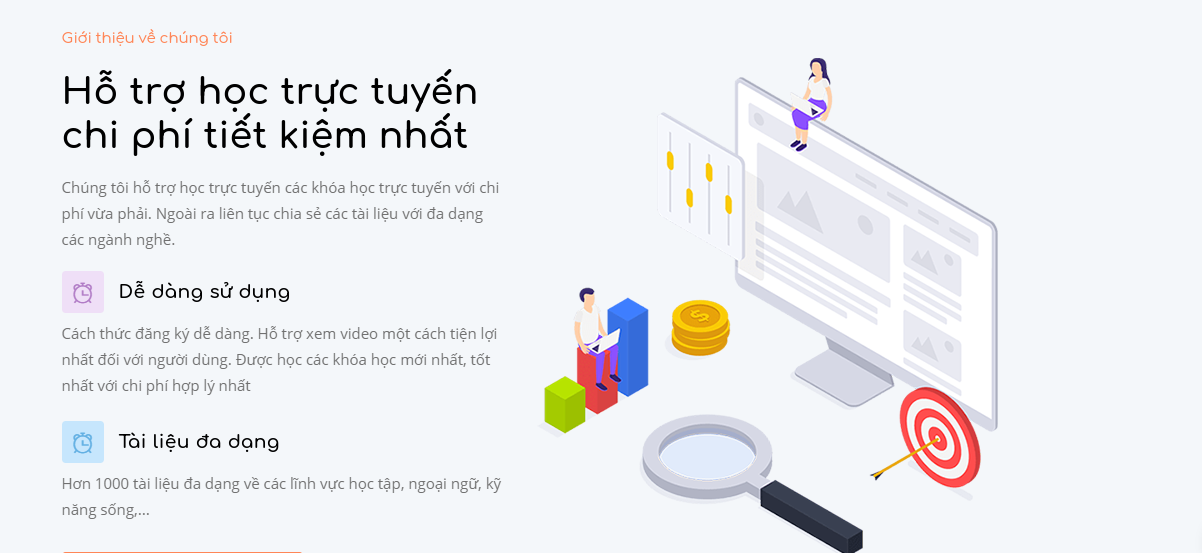 Giới thiệu về chúng tôi
Hỗ trợ học trực tuyến
chi phí tiết kiệm nhất
Chúng tôi hỗ trợ học trực tuyến các khóa học trực tuyến với chi
phí vừa phải. Ngoài ra liên tục chia sẻ các tài liệu với đa dạng
các ngành nghề.
Dễ dàng sử dụng
Cách thức đăng ký dễ dàng. Hỗ trợ xem video một cách tiện lợi
nhất đối với người dùng. Được học các khóa học mới nhất, tốt
nhất với chi phí hợp lý nhất
Tài liệu đa dạng
Hơn 1000 tài liệu đa dạng về các lĩnh vực học tập, ngoại ngữ, kỹ
năng sống,...
$